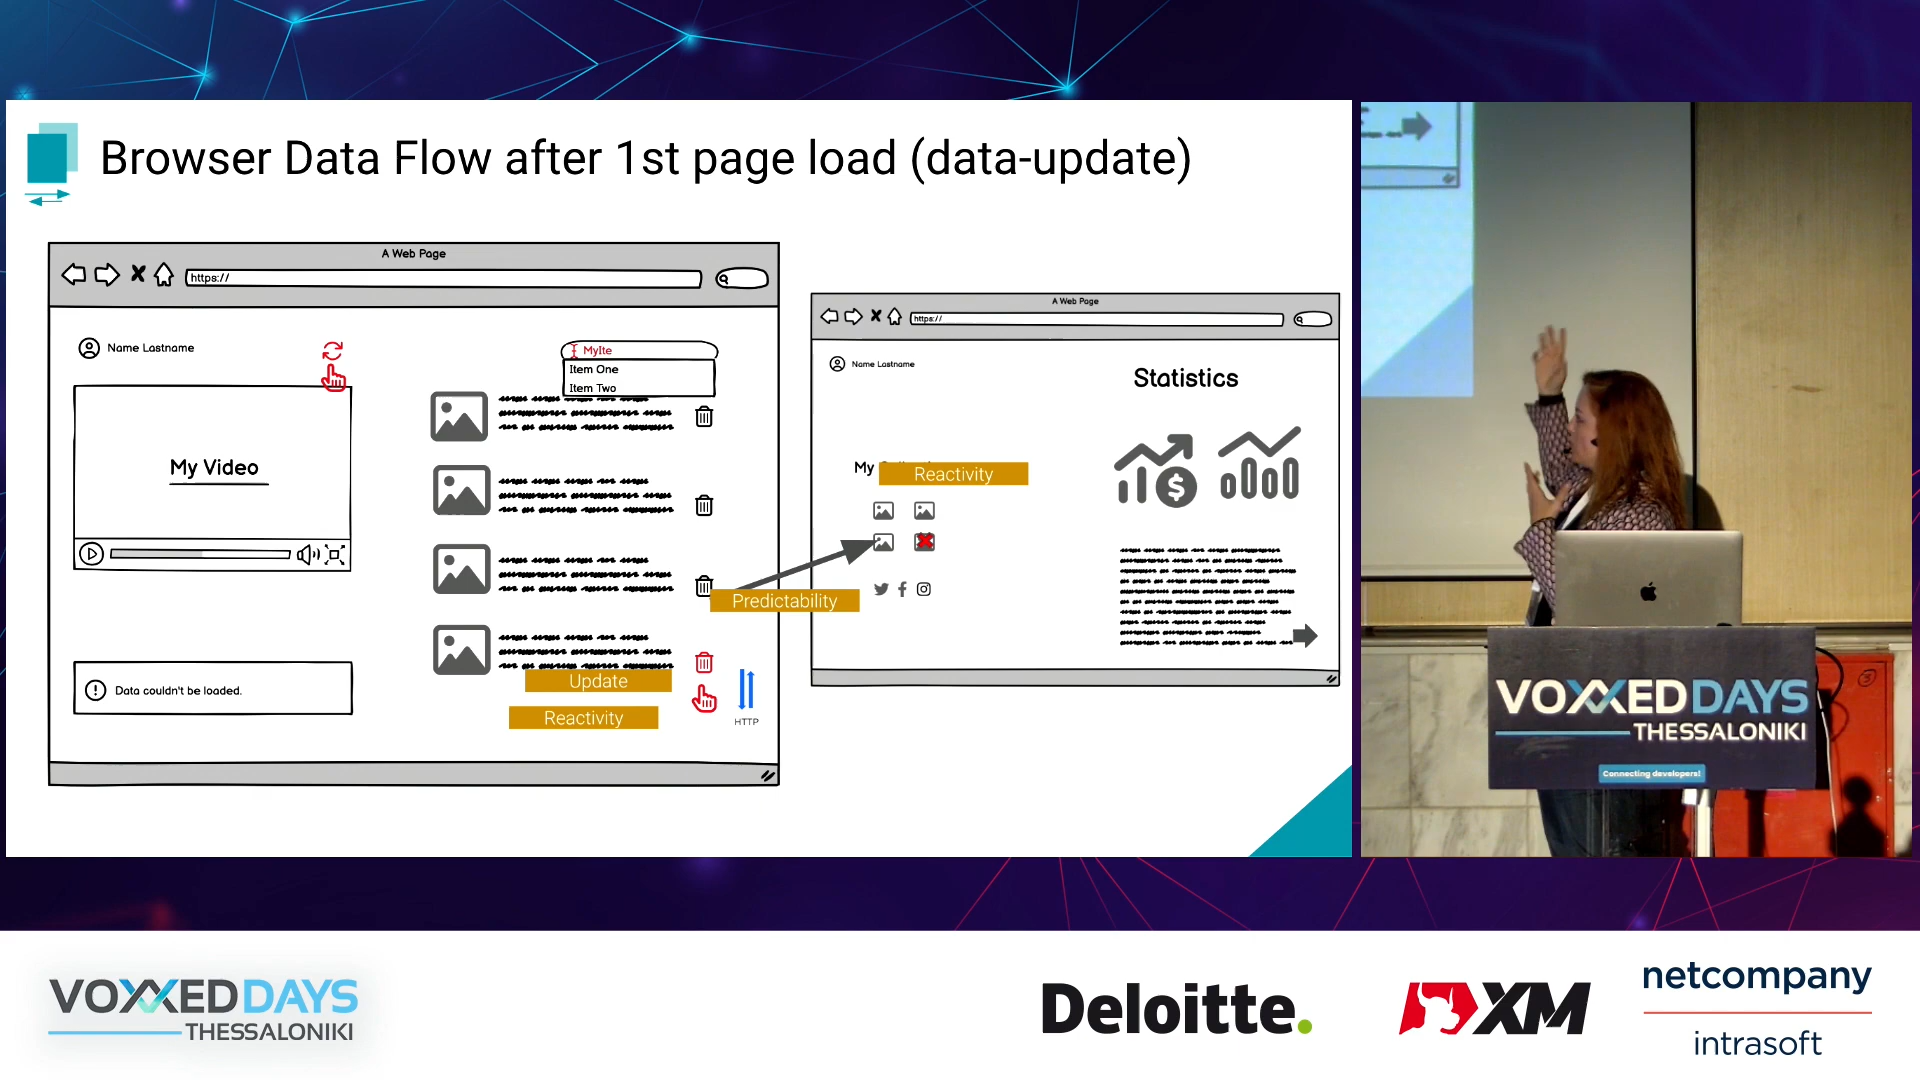 Browser Data Flow after 1st page load (data-update)
A Web Page
https://
Name Lastname
MyIte
Item One
Item Two
My Video
Data couldn't be loaded.
Update
Reactivity
HTTP
Predictability
A Web Page
https://
Name Lastname
Statistics
My
Reactivity
VOXXED DAYS
THESSALONIKI
Connecting developers!
VOXXED DAYS
THESSALONIKI
Deloitte.
XM
netcompany
intrasoft